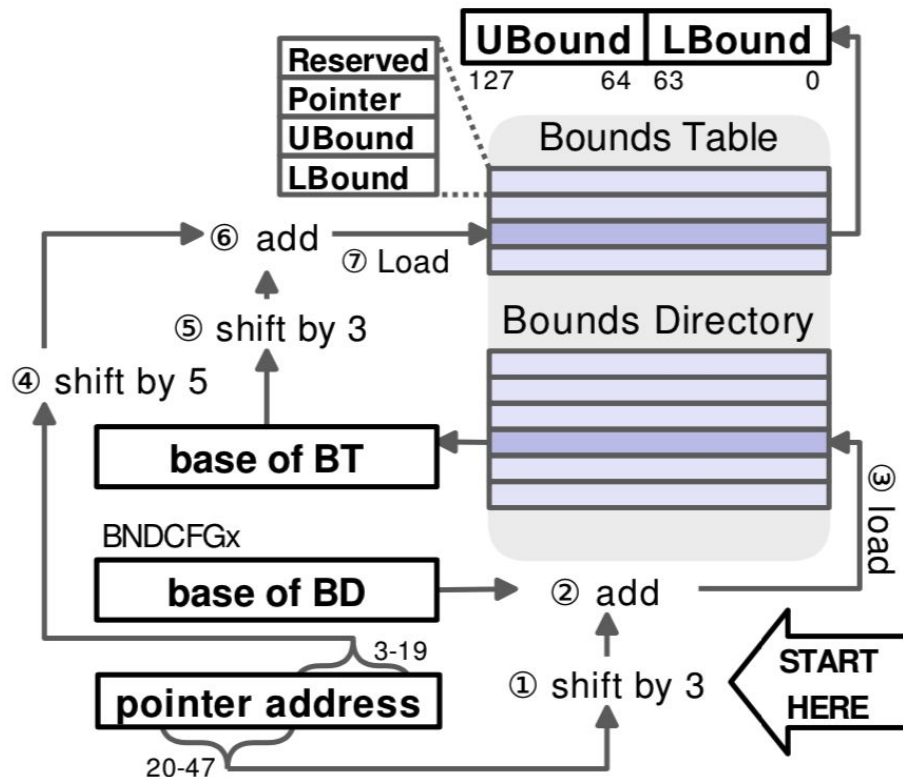 UBound LBound
127 64 63 0
Reserved
Pointer
UBound
LBound
Bounds Table
⑥ add
⑦ Load
⑤ shift by 3
Bounds Directory
④ shift by 5
base of BT
③ load
BNDCFGx
base of BD
② add
3-19
START
HERE
pointer address
① shift by 3
20-47